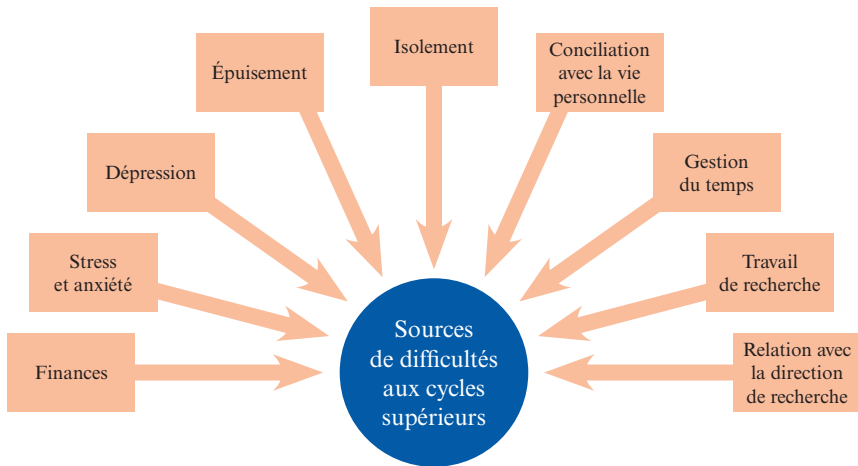 Isolement
Conciliation
avec la vie
personnelle
Épuisement
Dépression
Gestion
du temps
Stress
et anxiété
Travail
de recherche
Finances
Sources
de difficultés
aux cycles
supérieurs
Relation avec
la direction
de recherche